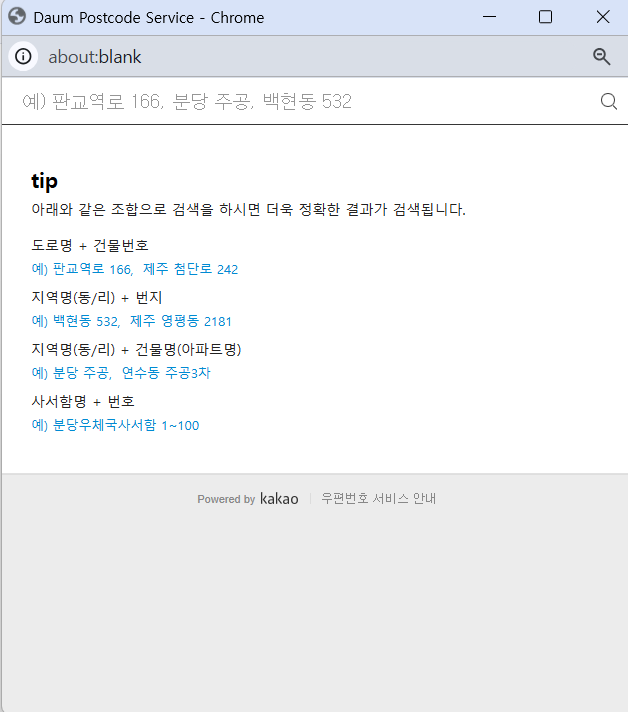 Daum Postcode Service - Chrome
about:blank
예) 판교역로 166, 분당 주공, 백현동 532
tip
아래와 같은 조합으로 검색을 하시면 더욱 정확한 결과가 검색됩니다.
도로명 + 건물번호
예) 판교역로 166, 제주 첨단로 242
지역명(동/리) + 번지
예) 백현동 532, 제주 영평동 2181
지역명(동/리) + 건물명(아파트명)
예) 분당 주공, 연수동 주공3차
사서함명 + 번호
예) 분당우체국사서함 1~100
Powered by kakao | 우편번호 서비스 안내